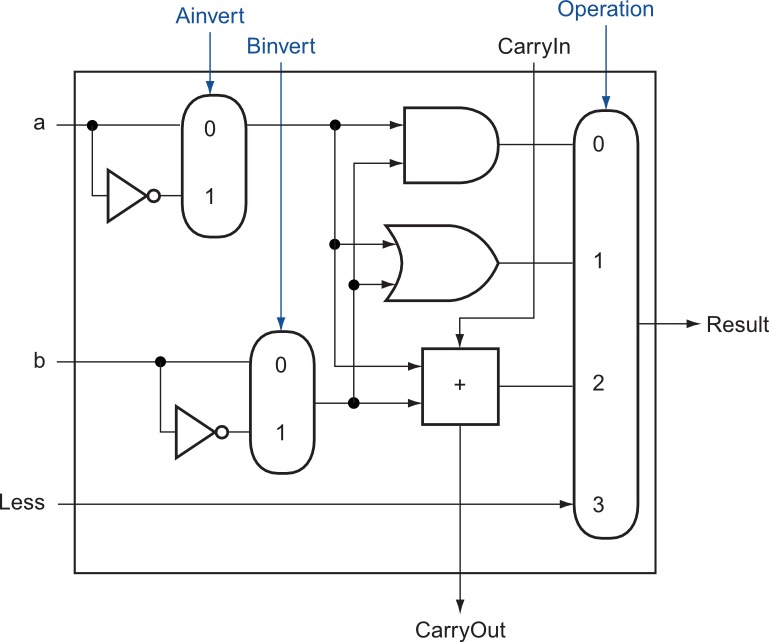 Operation
Ainvert
Binvert
CarryIn
a
0
1
0
1
b
0
1
+
2
Less
3
Result
CarryOut